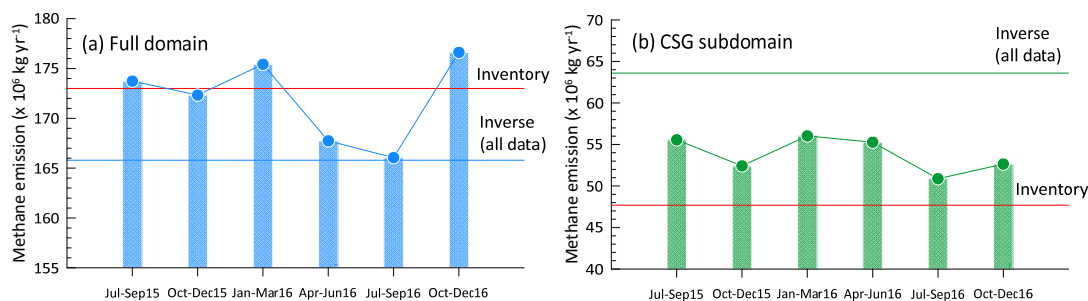 (a) Full domain
Methane emission (x 10⁶ kg yr⁻¹)
180
175
170
165
160
155
Inventory
Inverse
(all data)
Jul-Sep15 Oct-Dec15 Jan-Mar16 Apr-Jun16 Jul-Sep16 Oct-Dec16
(b) CSG subdomain
Methane emission (x 10⁶ kg yr⁻¹)
70
65
60
55
50
45
40
Inverse
(all data)
Inventory
Jul-Sep15 Oct-Dec15 Jan-Mar16 Apr-Jun16 Jul-Sep16 Oct-Dec16